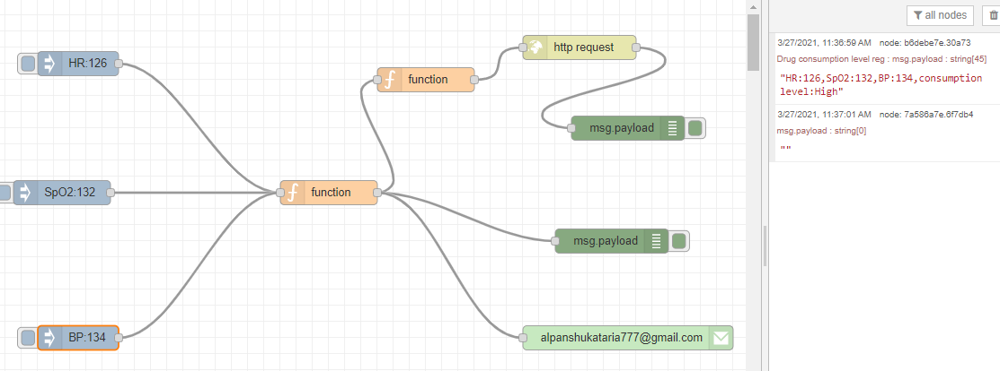 all nodes
HR:126
SpO2:132
BP:134
function
function
http request
msg.payload
msg.payload
alpanshukataria777@gmail.com
3/27/2021, 11:36:59 AM node: b6debe7e.30a73
Drug consumption level reg : msg.payload : string[45]
"HR:126,SpO2:132,BP:134,consumption
level:High"
3/27/2021, 11:37:01 AM node: 7a586a7e.6f7db4
msg.payload : string[0]
""